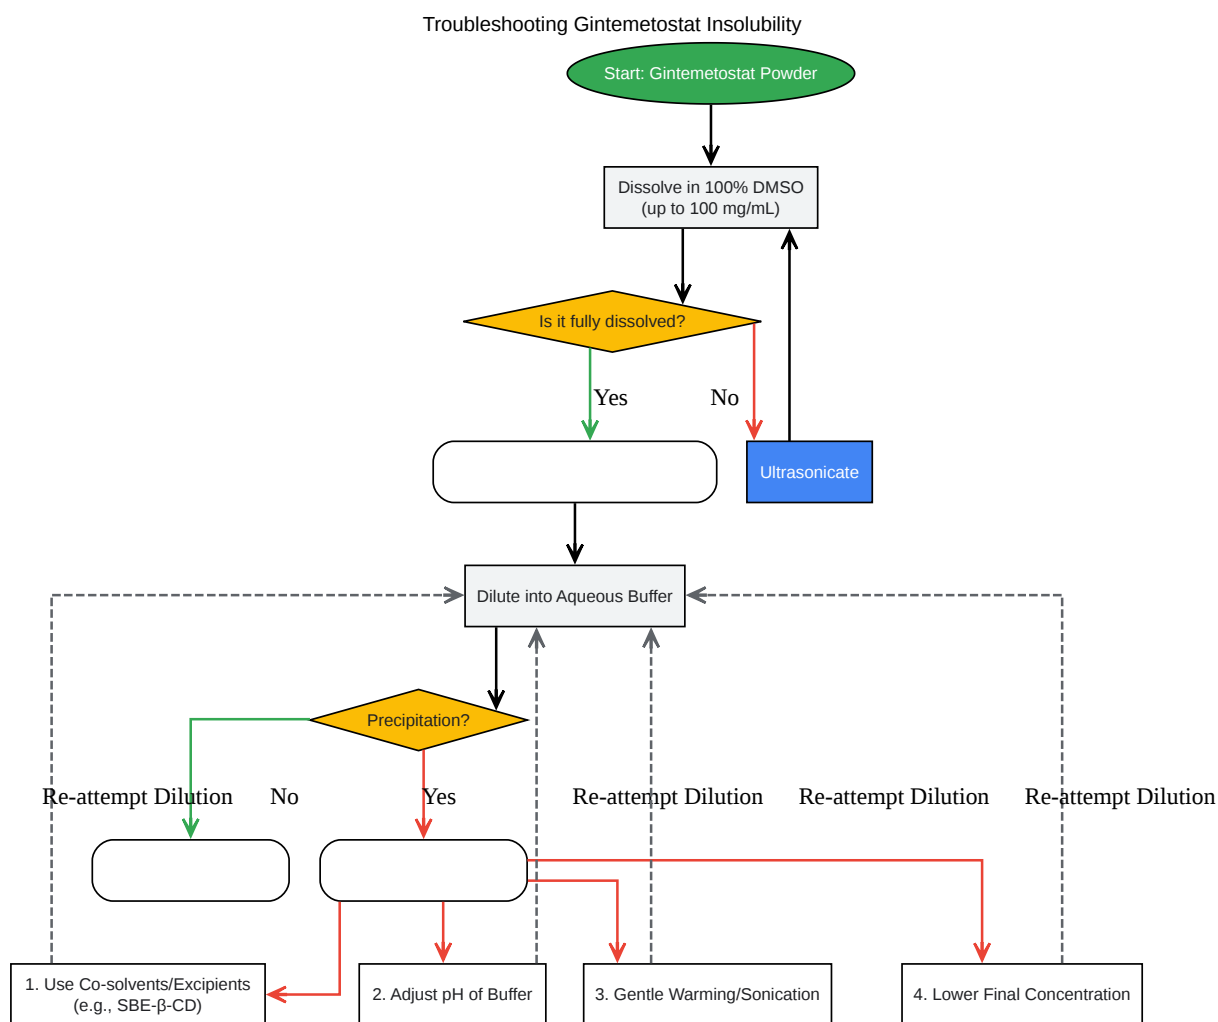 Troubleshooting Gintemetostat Insolubility
Start: Gintemetostat Powder
Dissolve in 100% DMSO
(up to 100 mg/mL)
Is it fully dissolved?
Yes
No
Ultrasonicate
Dilute into Aqueous Buffer
Precipitation?
Re-attempt Dilution
No
Yes
Re-attempt Dilution
Re-attempt Dilution
Re-attempt Dilution
1. Use Co-solvents/Excipients
(e.g., SBE-β-CD)
2. Adjust pH of Buffer
3. Gentle Warming/Sonication
4. Lower Final Concentration